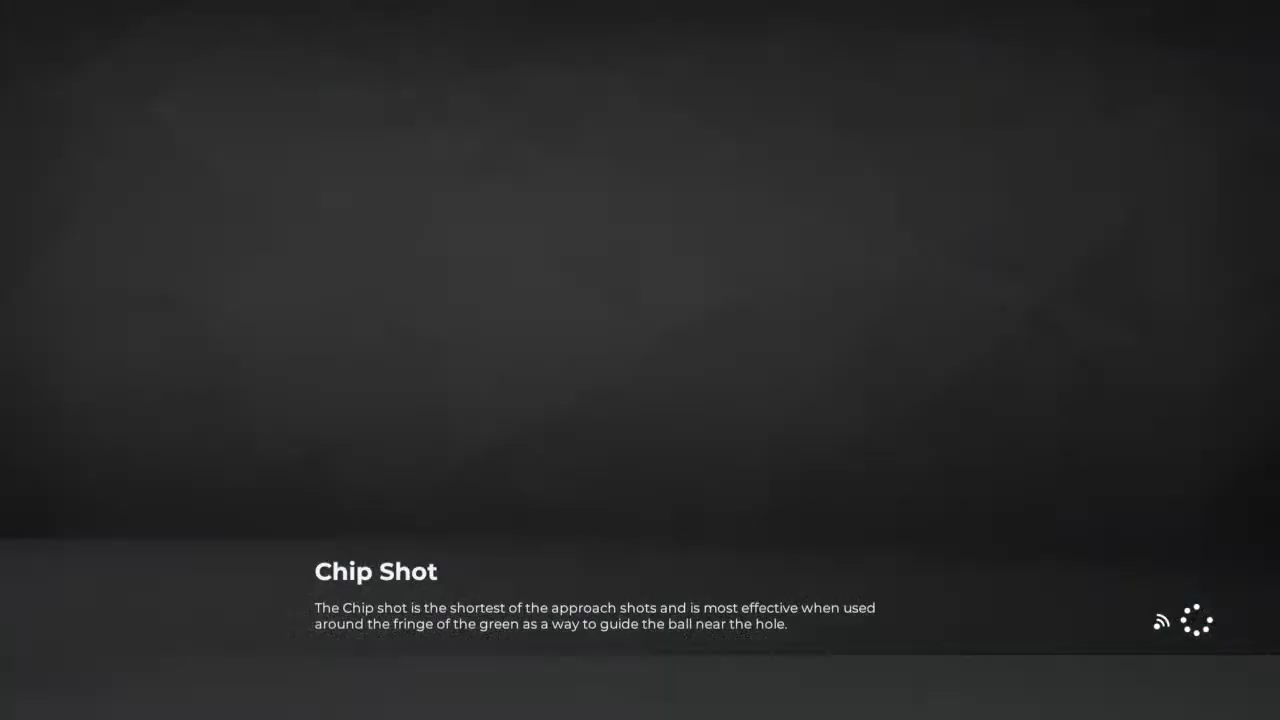 Chip Shot
The Chip shot is the shortest of the approach shots and is most effective when used
around the fringe of the green as a way to guide the ball near the hole.